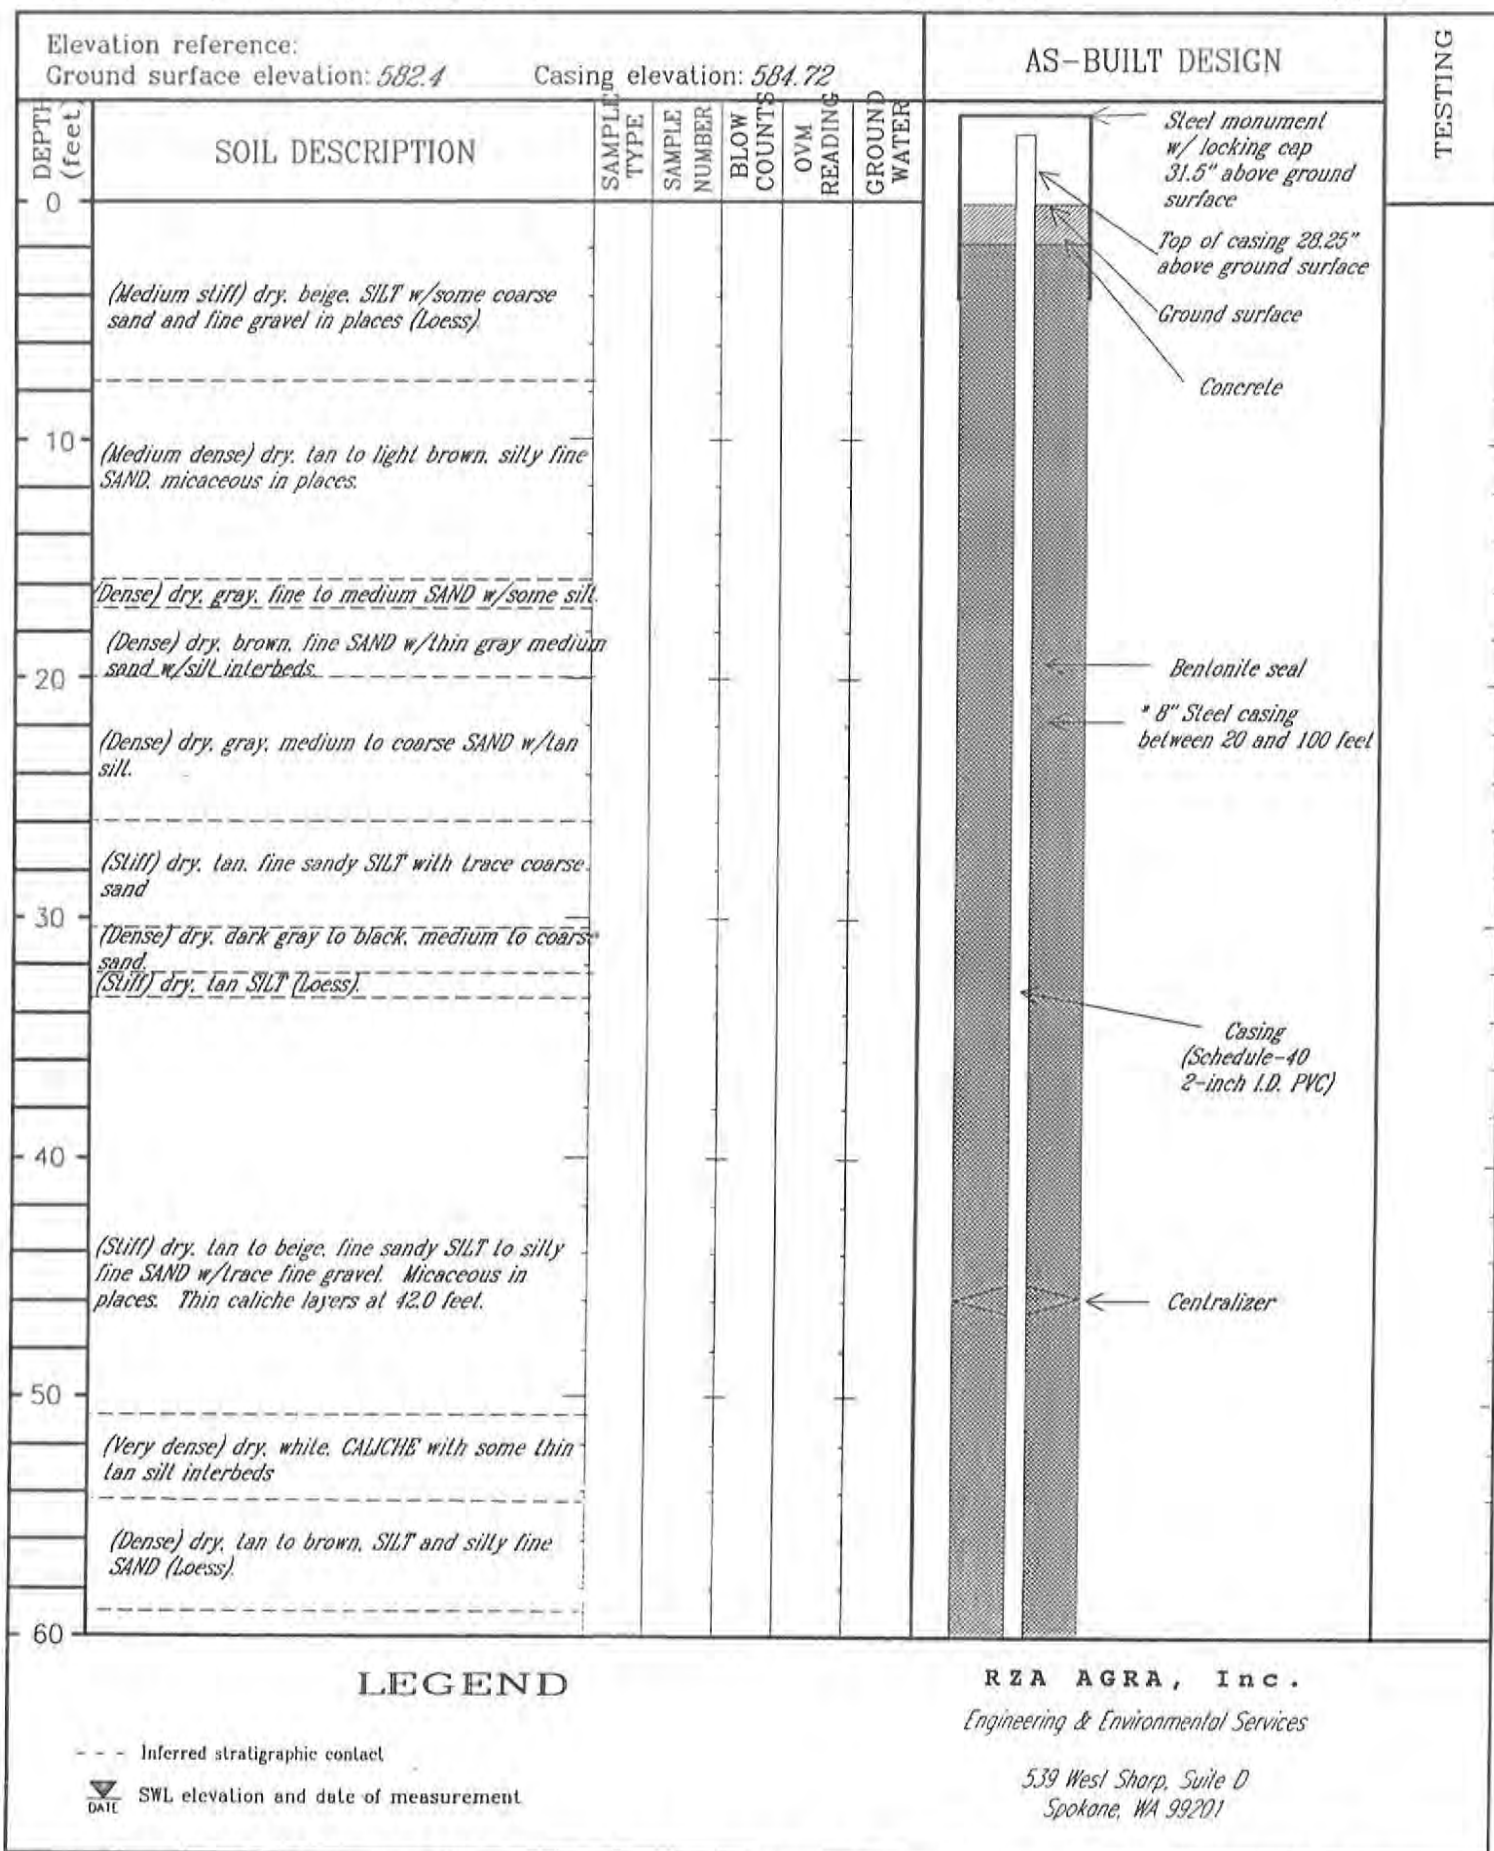 Elevation reference:
Ground surface elevation: 582.4 Casing elevation: 584.72
AS-BUILT DESIGN
TESTING
DEPTH
(feet)
SOIL DESCRIPTION
SAMPLE
TYPE
SAMPLE
NUMBER
BLOW
COUNTS
OVM
READING
GROUND
WATER
Steel monument
w/ locking cap
31.5" above ground
surface
0
Top of casing 28.25"
above ground surface
(Medium stiff) dry, beige, SILT w/some coarse
sand and fine gravel in places (Loess).
Ground surface
Concrete
10
(Medium dense) dry, tan to light brown, silty fine
SAND, micaceous in places.
(Dense) dry, gray, fine to medium SAND w/some silt.
(Dense) dry, brown, fine SAND w/thin gray medium
sand w/silt interbeds.
20
Bentonite seal
* 8" Steel casing
between 20 and 100 feet
(Dense) dry, gray, medium to coarse SAND w/tan
silt.
(Stiff) dry, tan, fine sandy SILT with trace coarse
sand
30
(Dense) dry, dark gray to black, medium to coarse
sand.
(Stiff) dry, tan SILT (Loess).
Casing
(Schedule-40
2-inch I.D. PVC)
40
(Stiff) dry, tan to beige, fine sandy SILT to silty
fine SAND w/trace fine gravel. Micaceous in
places. Thin caliche layers at 42.0 feet.
Centralizer
50
(Very dense) dry, white, CALICHE with some thin
tan silt interbeds
(Dense) dry, tan to brown, SILT and silty fine
SAND (Loess).
60
LEGEND
--- Inferred stratigraphic contact
DATE SWL elevation and date of measurement
RZA AGRA, Inc.
Engineering & Environmental Services
539 West Sharp, Suite D
Spokane, WA 99201